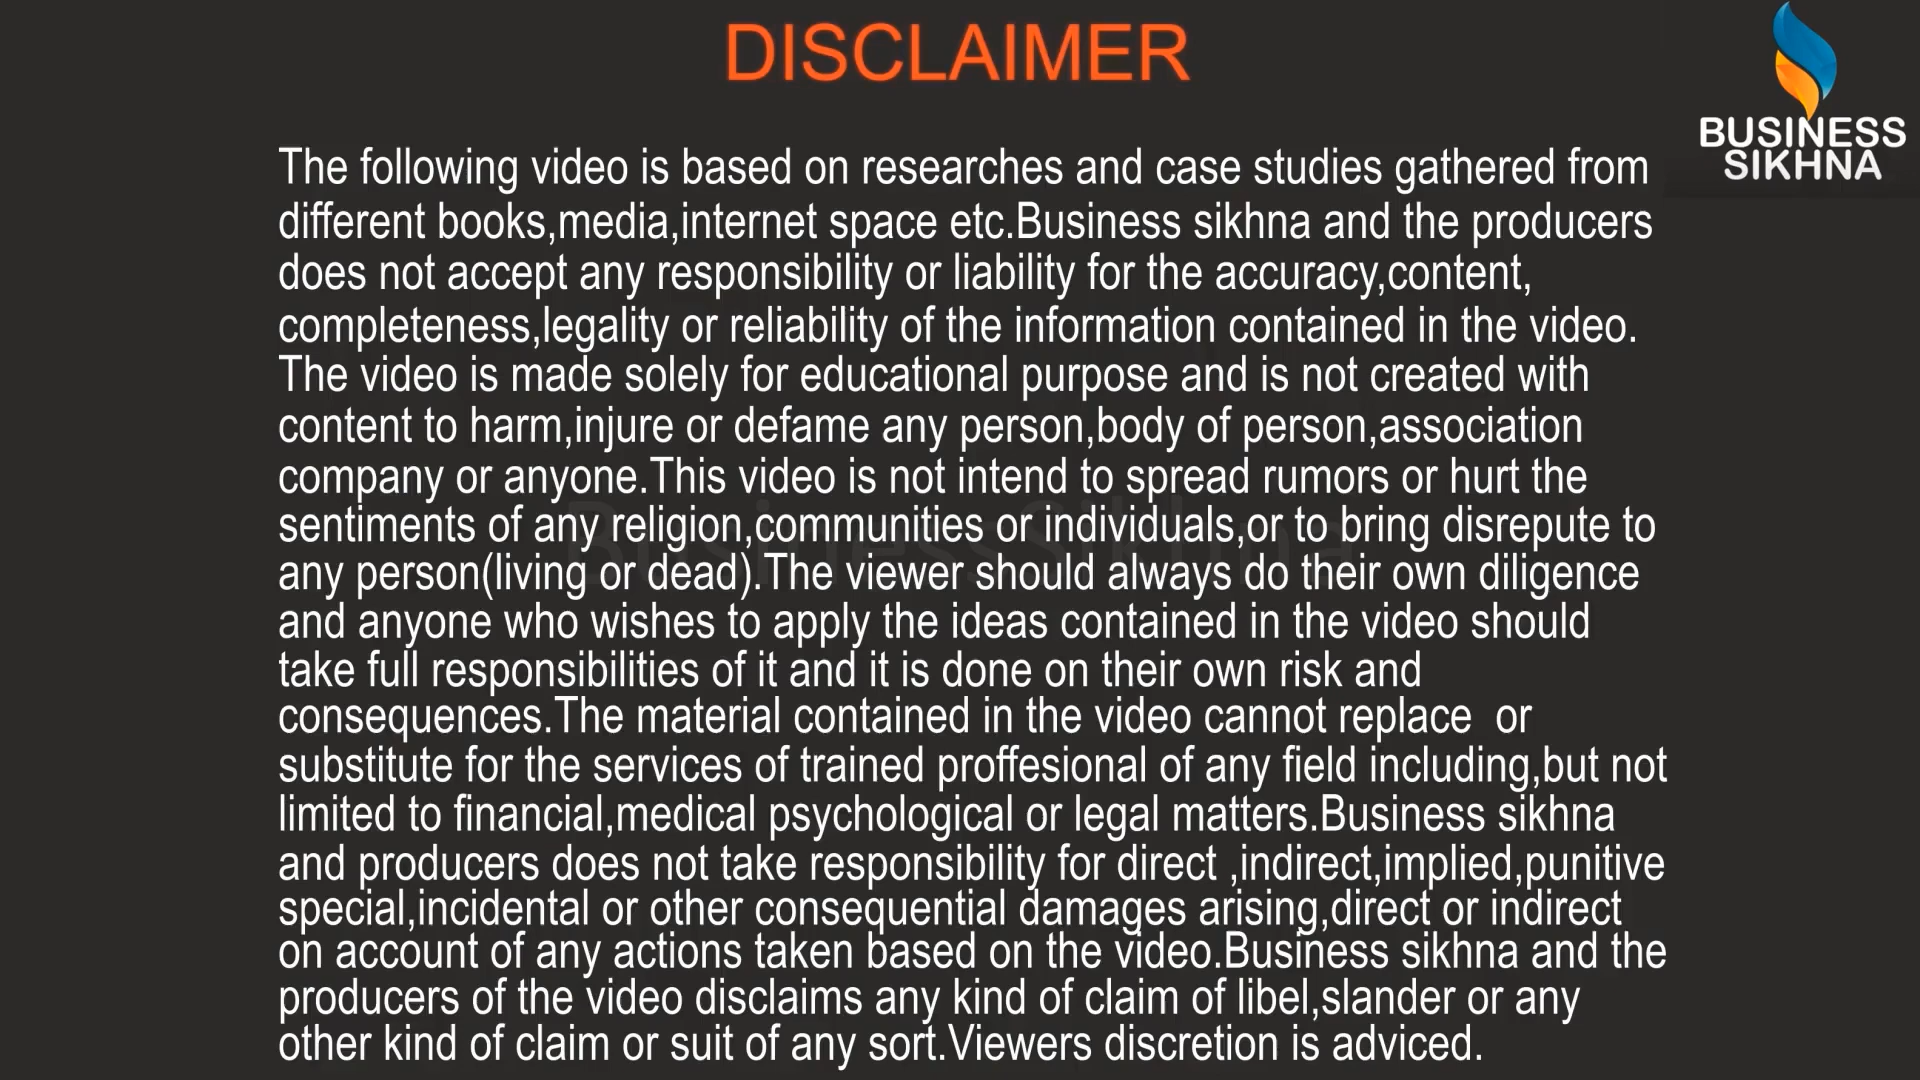 DISCLAIMER
BUSINESS
SIKHNA
The following video is based on researches and case studies gathered from
different books,media,internet space etc.Business sikhna and the producers
does not accept any responsibility or liability for the accuracy,content,
completeness,legality or reliability of the information contained in the video.
The video is made solely for educational purpose and is not created with
content to harm,injure or defame any person,body of person,association
company or anyone.This video is not intend to spread rumors or hurt the
sentiments of any religion,communities or individuals,or to bring disrepute to
any person(living or dead).The viewer should always do their own diligence
and anyone who wishes to apply the ideas contained in the video should
take full responsibilities of it and it is done on their own risk and
consequences.The material contained in the video cannot replace  or
substitute for the services of trained proffesional of any field including,but not
limited to financial,medical psychological or legal matters.Business sikhna
and producers does not take responsibility for direct ,indirect,implied,punitive
special,incidental or other consequential damages arising,direct or indirect
on account of any actions taken based on the video.Business sikhna and the
producers of the video disclaims any kind of claim of libel,slander or any
other kind of claim or suit of any sort.Viewers discretion is adviced.
BusinessSikhna